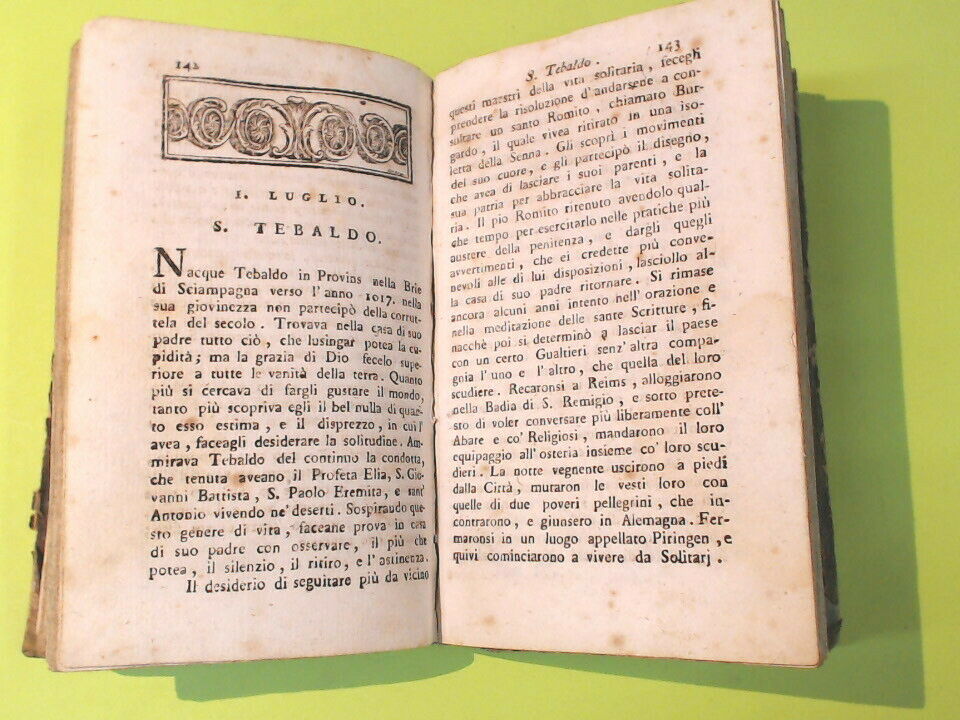 142
I. LUGLIO.
S. TEBALDO.
Nacque Tebaldo in Provins nella Brie
di Sciampagna verso l'anno 1017. nella
sua giovinezza non partecipò della corrut-
tela del secolo. Trovava nella casa di suo
padre tutto ciò, che lusingar potea la cu-
pidità; ma la grazia di Dio fecelo supe-
riore a tutte le vanità della terra. Quanto
più si cercava di fargli gustare il mondo,
tanto più scopriva egli il bel nulla di quan-
to esso estima, e il disprezzo, in cui l'
avea, faceagli desiderare la solitudine. Am-
mirava Tebaldo del continuo la condotta,
che tenuta aveano il Profeta Elia, S. Gio-
vanni Battista, S. Paolo Eremita, e sant'
Antonio vivendo ne' deserti. Sospirando que-
sto genere di vita, faceane prova in casa
di suo padre con osservare, il più che
potea, il silenzio, il ritiro, e l'astinenza.
Il desiderio di seguitare più da vicino
S. Tebaldo. 143
questi maestri della vita solitaria, fecegli
prendere la risoluzione d'andarsene a con-
sultare un santo Romito, chiamato Bur-
gardo, il quale vivea ritirato in una iso-
letta della Senna. Gli scoprì i movimenti
del suo cuore, e gli partecipò il disegno,
che avea di lasciare i suoi parenti, e la
sua patria per abbracciare la vita solita-
ria. Il pio Romito ritenuto avendolo qual-
che tempo per esercitarlo nelle pratiche più
austere della penitenza, e dargli quegli
avvertimenti, che ei credette più conve-
nevoli alle di lui disposizioni, lasciollo al-
la casa di suo padre ritornare. Si rimase
ancora alcuni anni intento nell'orazione e
nella meditazione delle sante Scritture, fi-
nacchè poi si determinò a lasciar il paese
con un certo Gualtieri senz'altra compa-
gnia l'uno e l'altro, che quella del loro
scudiere. Recaronsi a Reims, alloggiarono
nella Badia di S. Remigio, e sotto prete-
sto di voler conversare più liberamente coll'
Abate e co' Religiosi, mandarono il loro
equipaggio all'osteria insieme co' loro scu-
dieri. La notte vegnente uscirono a piedi
dalla Città, muraron le vesti loro con
quelle di due poveri pellegrini, che in-
contrarono, e giunsero in Alemagna. Fer-
maronsi in un luogo appellato Piringen, e
quivi cominciarono a vivere da Solitarj.